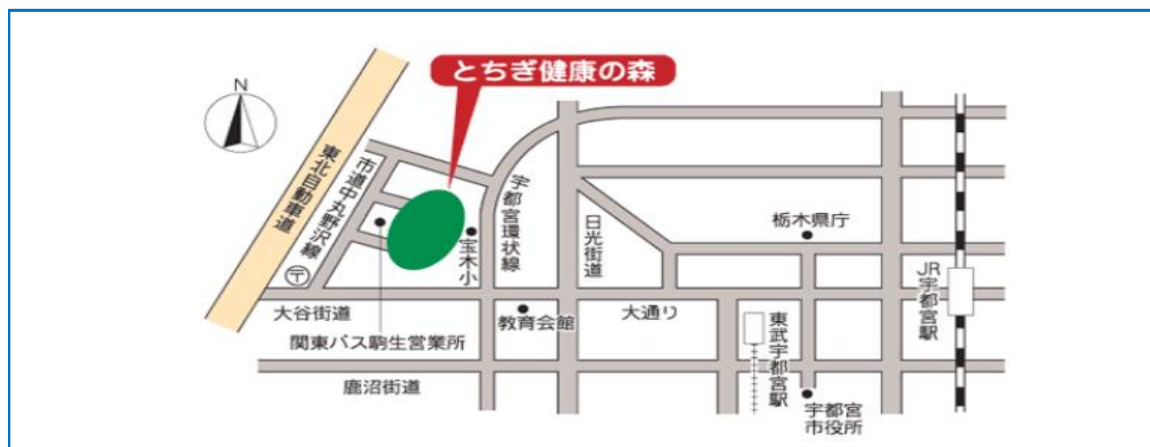 とちぎ健康の森
N
東北自動車道
市道中丸野沢線
〒
宝木小
宇都宮環状線
日光街道
栃木県庁
JR宇都宮駅
大谷街道
教育会館
大通り
関東バス駒生営業所
東武宇都宮駅
鹿沼街道
宇都宮
市役所